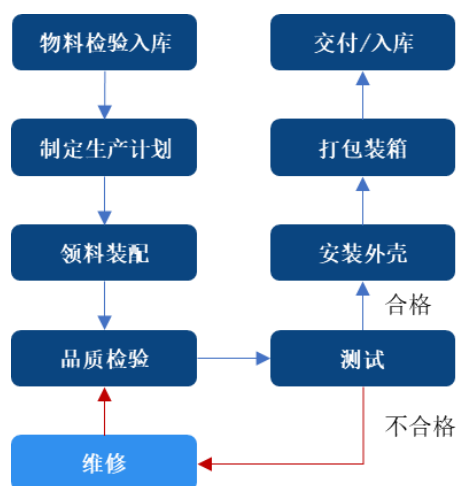 物料检验入库
制定生产计划
领料装配
品质检验
维修
交付/入库
打包装箱
安装外壳
合格
测试
不合格